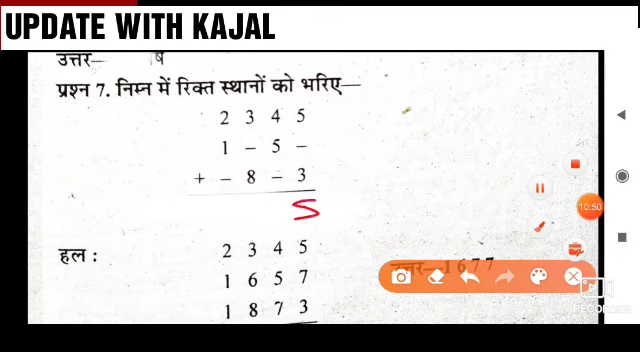 UPDATE WITH KAJAL
उत्तर—
प्रश्न 7. निम्न में रिक्त स्थानों को भरिए—
2 3 4 5
1 – 5 –
+ – 8 – 3
5
हल :
2 3 4 5
1 6 5 7
1 8 7 3
उत्तर—1677
10:50
RECORDER